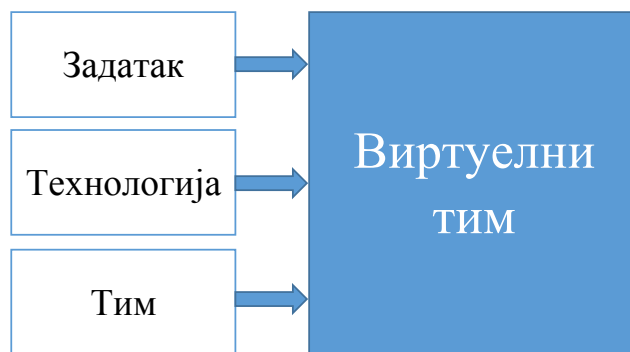 Задатак
Технологија
Тим
Виртуелни
тим